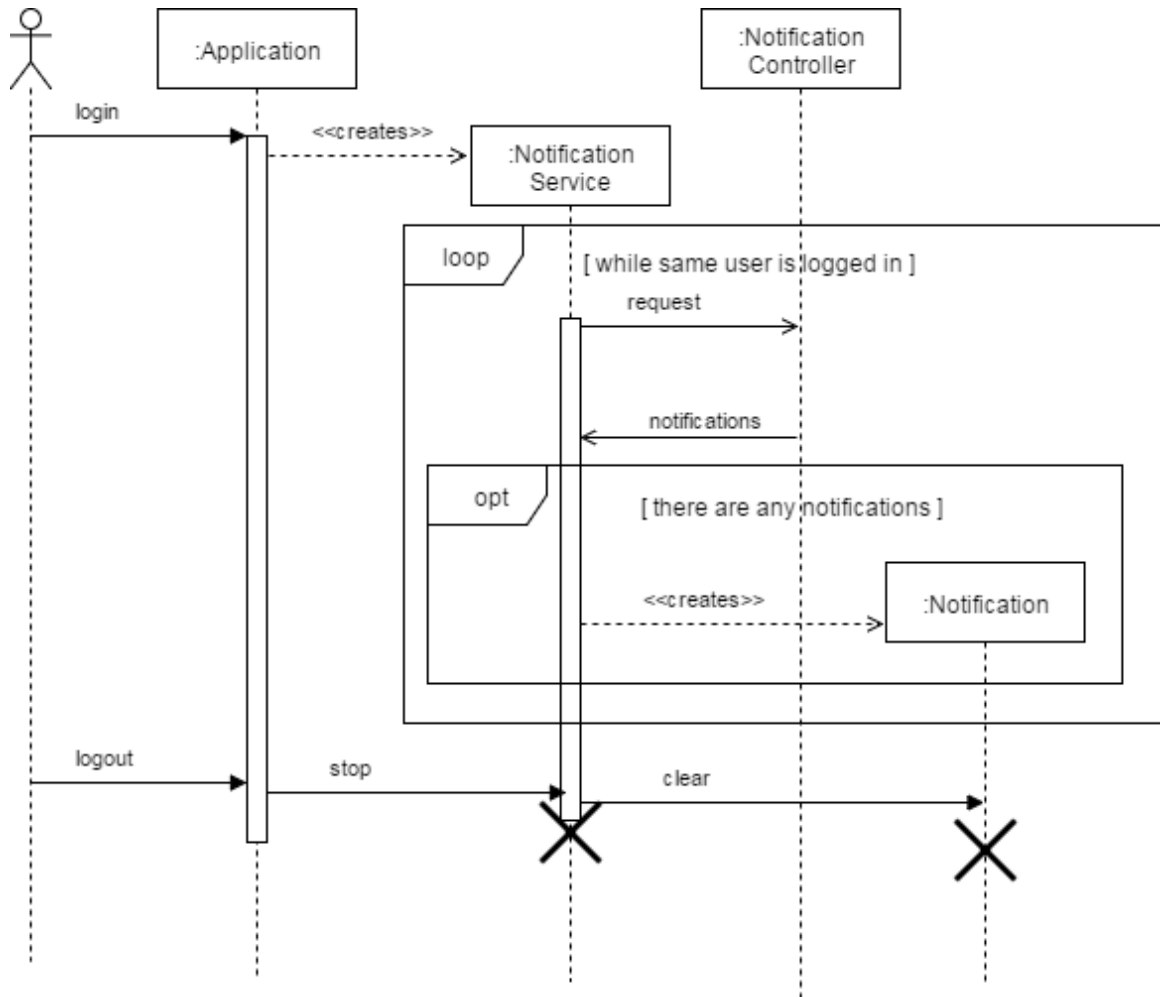 :Application
:Notification
Controller
login
<<creates>>
:Notification
Service
loop
[ while same user is logged in ]
request
notifications
opt
[ there are any notifications ]
<<creates>>
:Notification
logout
stop
clear